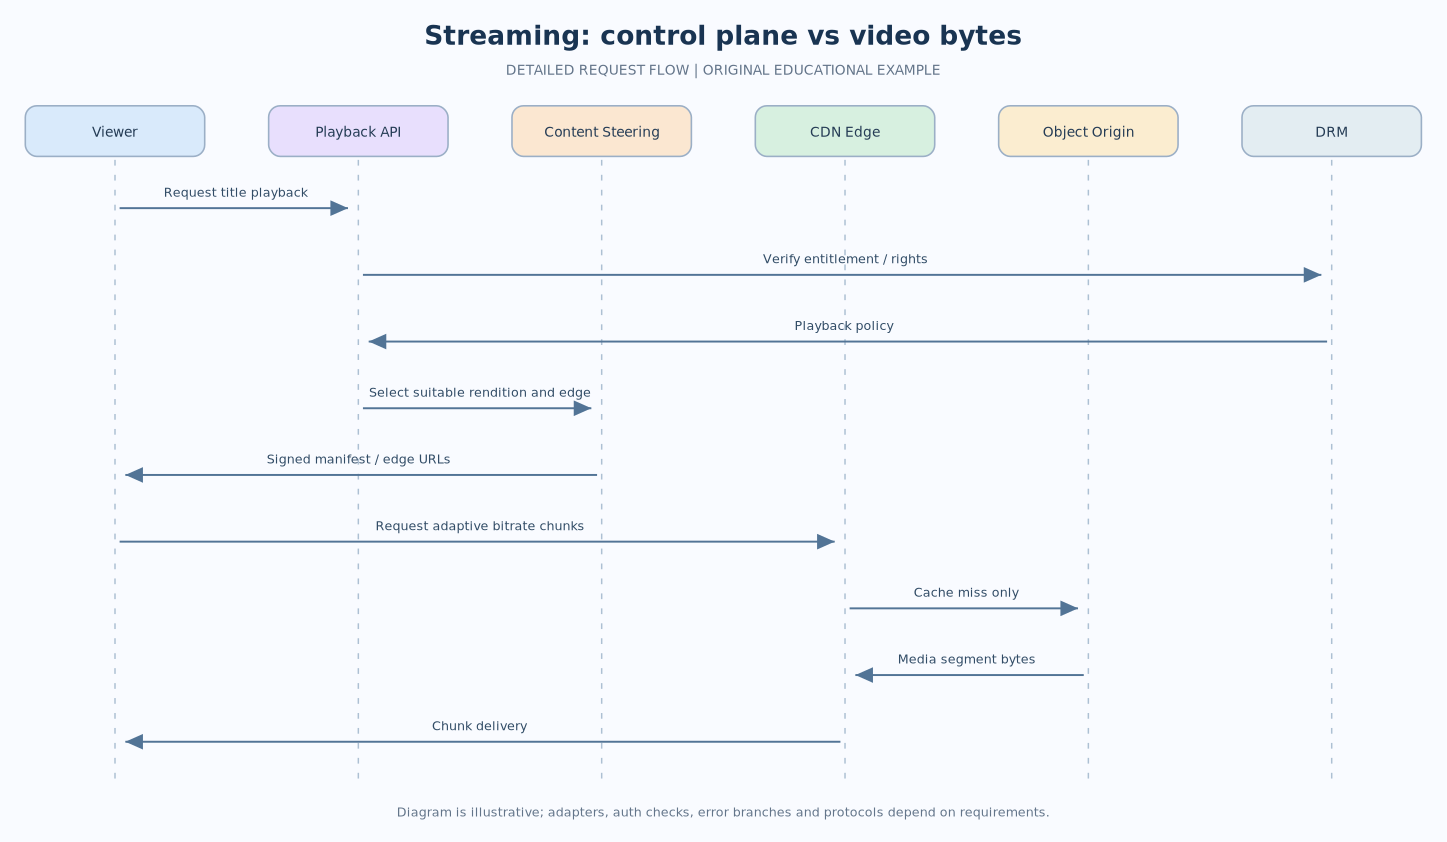 Streaming: control plane vs video bytes
DETAILED REQUEST FLOW | ORIGINAL EDUCATIONAL EXAMPLE
Viewer
Playback API
Content Steering
CDN Edge
Object Origin
DRM
Request title playback
Verify entitlement / rights
Playback policy
Select suitable rendition and edge
Signed manifest / edge URLs
Request adaptive bitrate chunks
Cache miss only
Media segment bytes
Chunk delivery
Diagram is illustrative; adapters, auth checks, error branches and protocols depend on requirements.